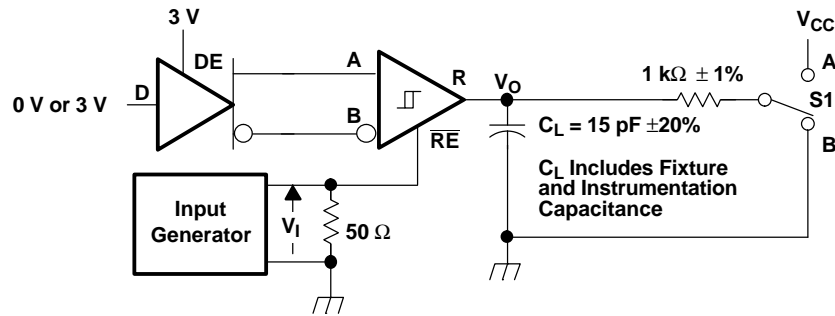 3 V
V_CC
DE
A
R
V_O
1 kΩ ± 1%
A
D
0 V or 3 V
S1
B
R̅E̅
C_L = 15 pF ±20%
B
C_L Includes Fixture
and Instrumentation
Capacitance
Input
Generator
V_I
50 Ω